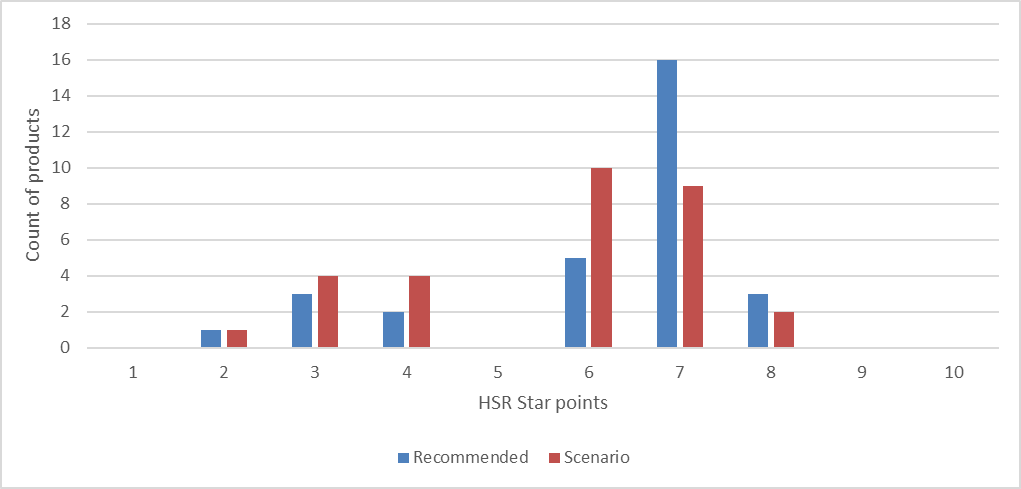 18
16
14
12
10
8
6
4
2
0
Count of products
1 2 3 4 5 6 7 8 9 10
HSR Star points
Recommended Scenario